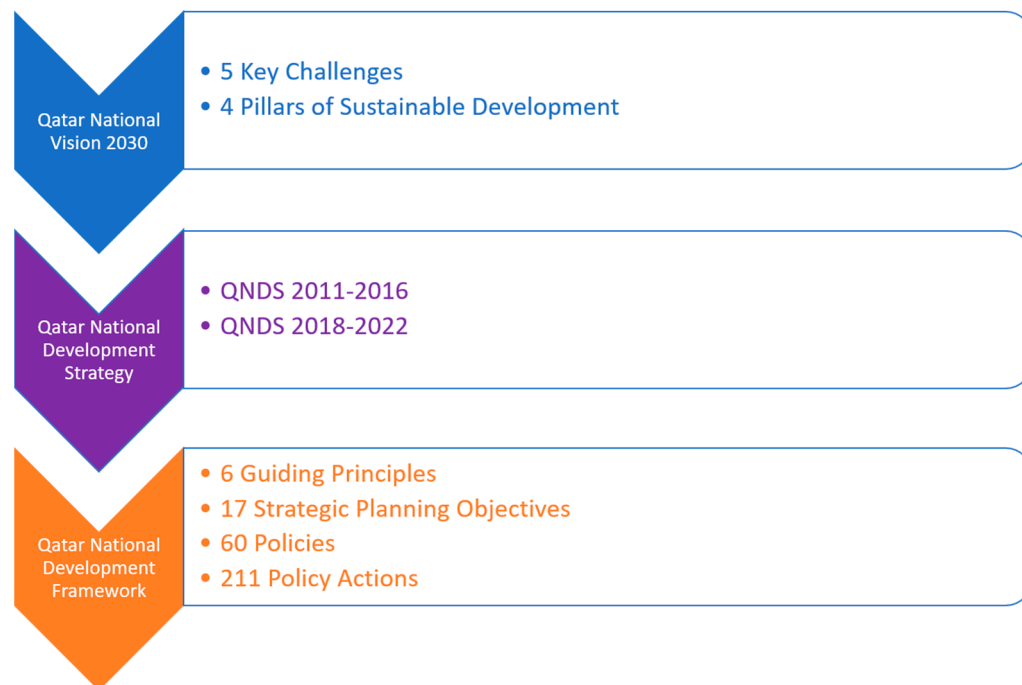 Qatar National
Vision 2030
• 5 Key Challenges
• 4 Pillars of Sustainable Development
Qatar National
Development
Strategy
• QNDS 2011-2016
• QNDS 2018-2022
Qatar National
Development
Framework
• 6 Guiding Principles
• 17 Strategic Planning Objectives
• 60 Policies
• 211 Policy Actions